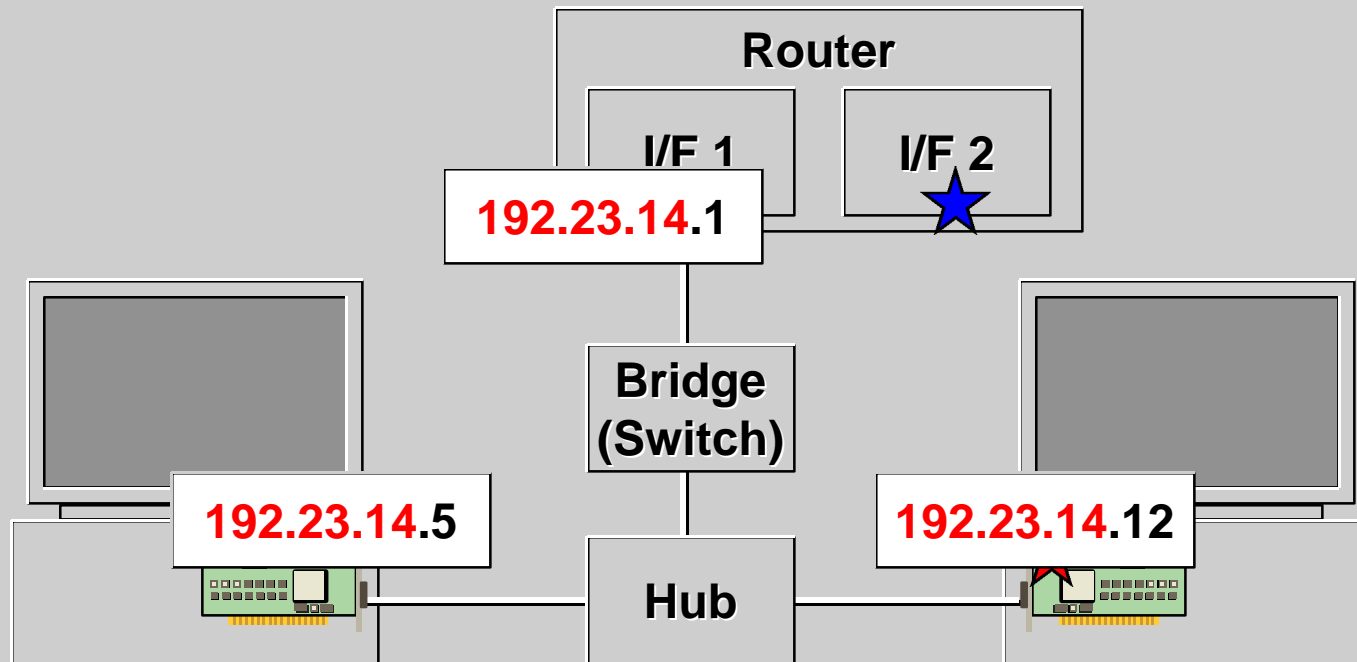 Router
I/F 1
I/F 2
192.23.14.1
Bridge
(Switch)
192.23.14.5
192.23.14.12
Hub